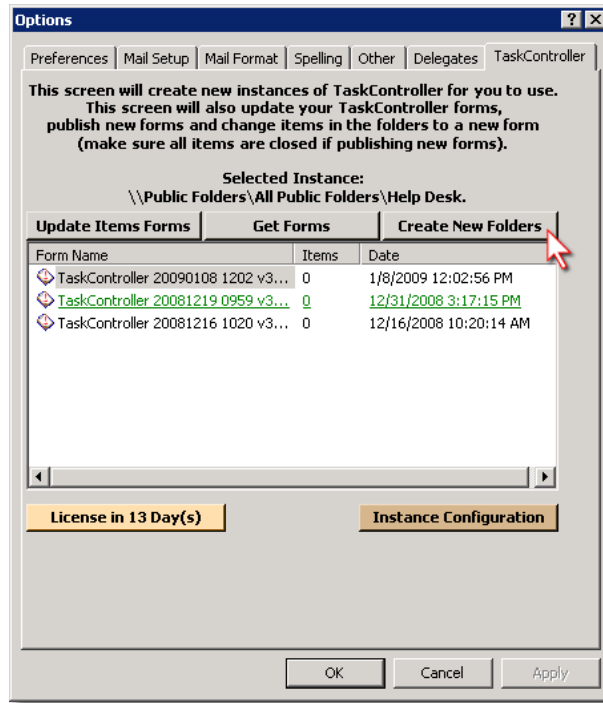 Options
Preferences Mail Setup Mail Format Spelling Other Delegates TaskController
This screen will create new instances of TaskController for you to use.
This screen will also update your TaskController forms,
publish new forms and change items in the folders to a new form
(make sure all items are closed if publishing new forms).
Selected Instance:
\\Public Folders\All Public Folders\Help Desk.
Update Items Forms Get Forms Create New Folders
Form Name Items Date
TaskController 20090108 1202 v3... 0 1/8/2009 12:02:56 PM
TaskController 20081219 0959 v3... 0 12/31/2008 3:17:15 PM
TaskController 20081216 1020 v3... 0 12/16/2008 10:20:14 AM
License in 13 Day(s) Instance Configuration
OK Cancel Apply